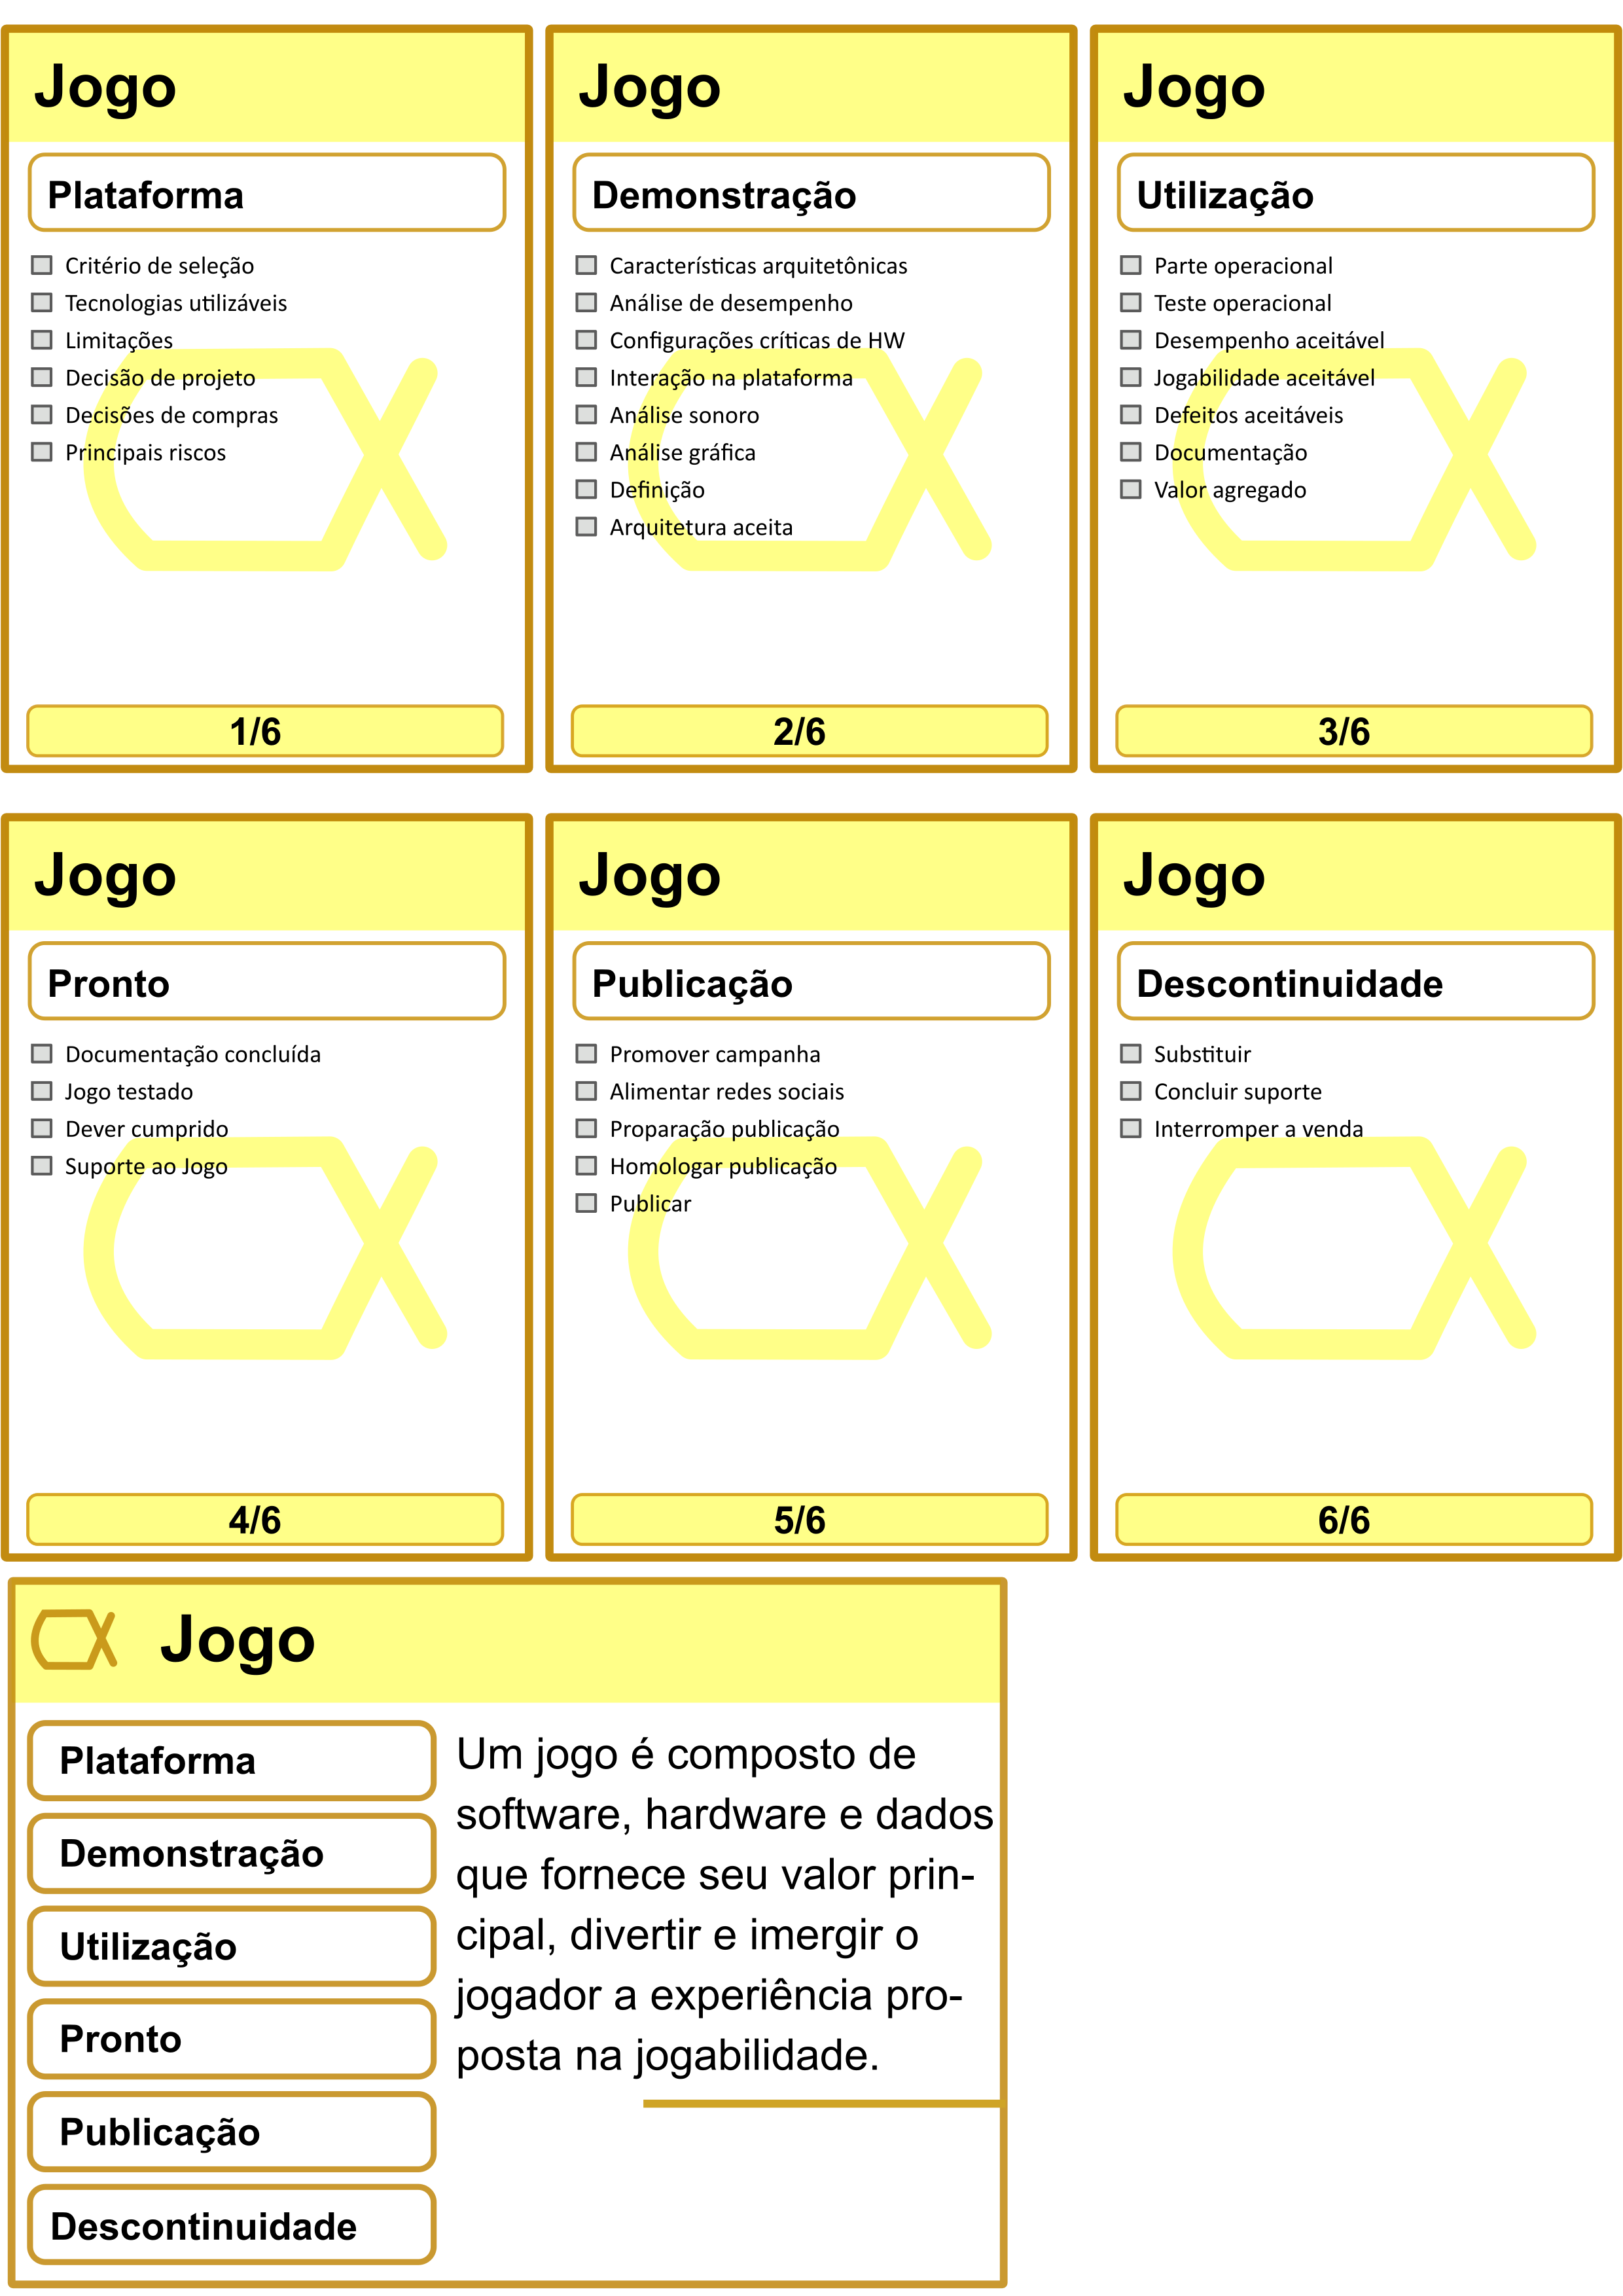 Jogo
Plataforma
Critério de seleção
Tecnologias utilizáveis
Limitações
Decisão de projeto
Decisões de compras
Principais riscos
1/6
Jogo
Demonstração
Características arquitetônicas
Análise de desempenho
Configurações críticas de HW
Interação na plataforma
Análise sonoro
Análise gráfica
Definição
Arquitetura aceita
2/6
Jogo
Utilização
Parte operacional
Teste operacional
Desempenho aceitável
Jogabilidade aceitável
Defeitos aceitáveis
Documentação
Valor agregado
3/6
Jogo
Pronto
Documentação concluída
Jogo testado
Dever cumprido
Suporte ao Jogo
4/6
Jogo
Publicação
Promover campanha
Alimentar redes sociais
Proparação publicação
Homologar publicação
Publicar
5/6
Jogo
Descontinuidade
Substituir
Concluir suporte
Interromper a venda
6/6
Jogo
Plataforma
Demonstração
Utilização
Pronto
Publicação
Descontinuidade
Um jogo é composto de
software, hardware e dados
que fornece seu valor prin-
cipal, divertir e imergir o
jogador a experiência pro-
posta na jogabilidade.